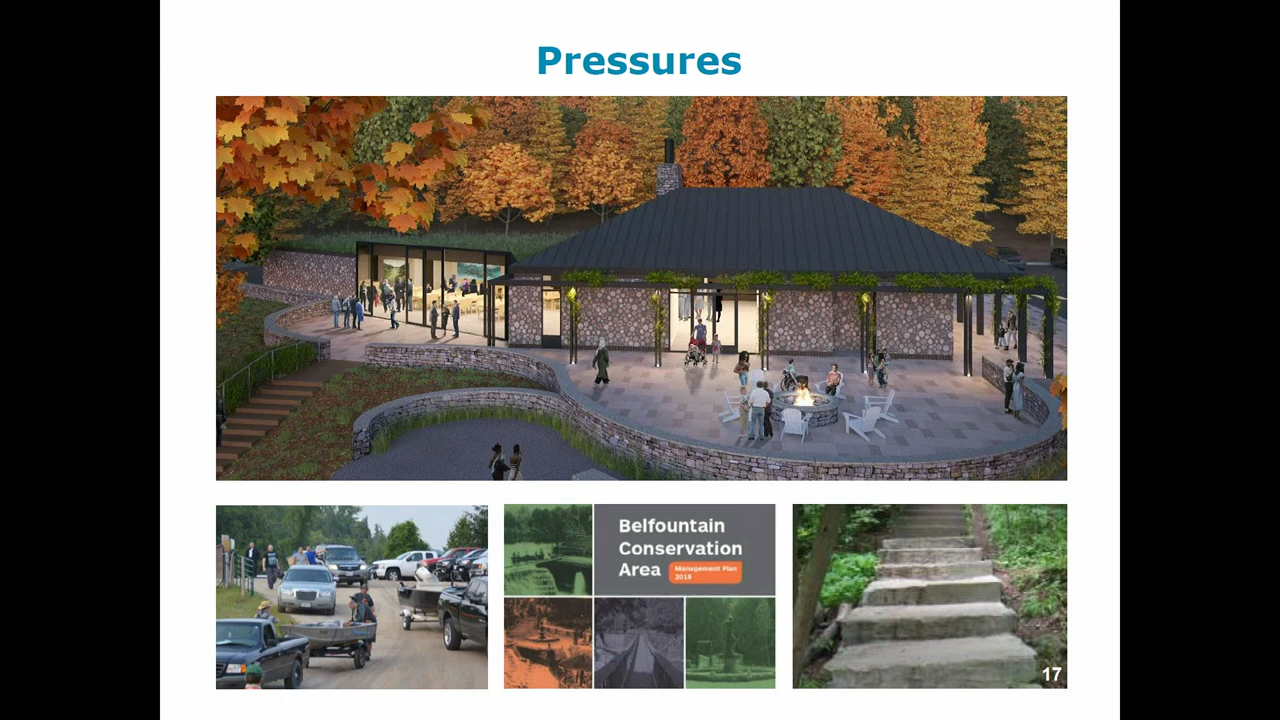 Pressures
Belfountain
Conservation
Area
Management Plan
2018
17